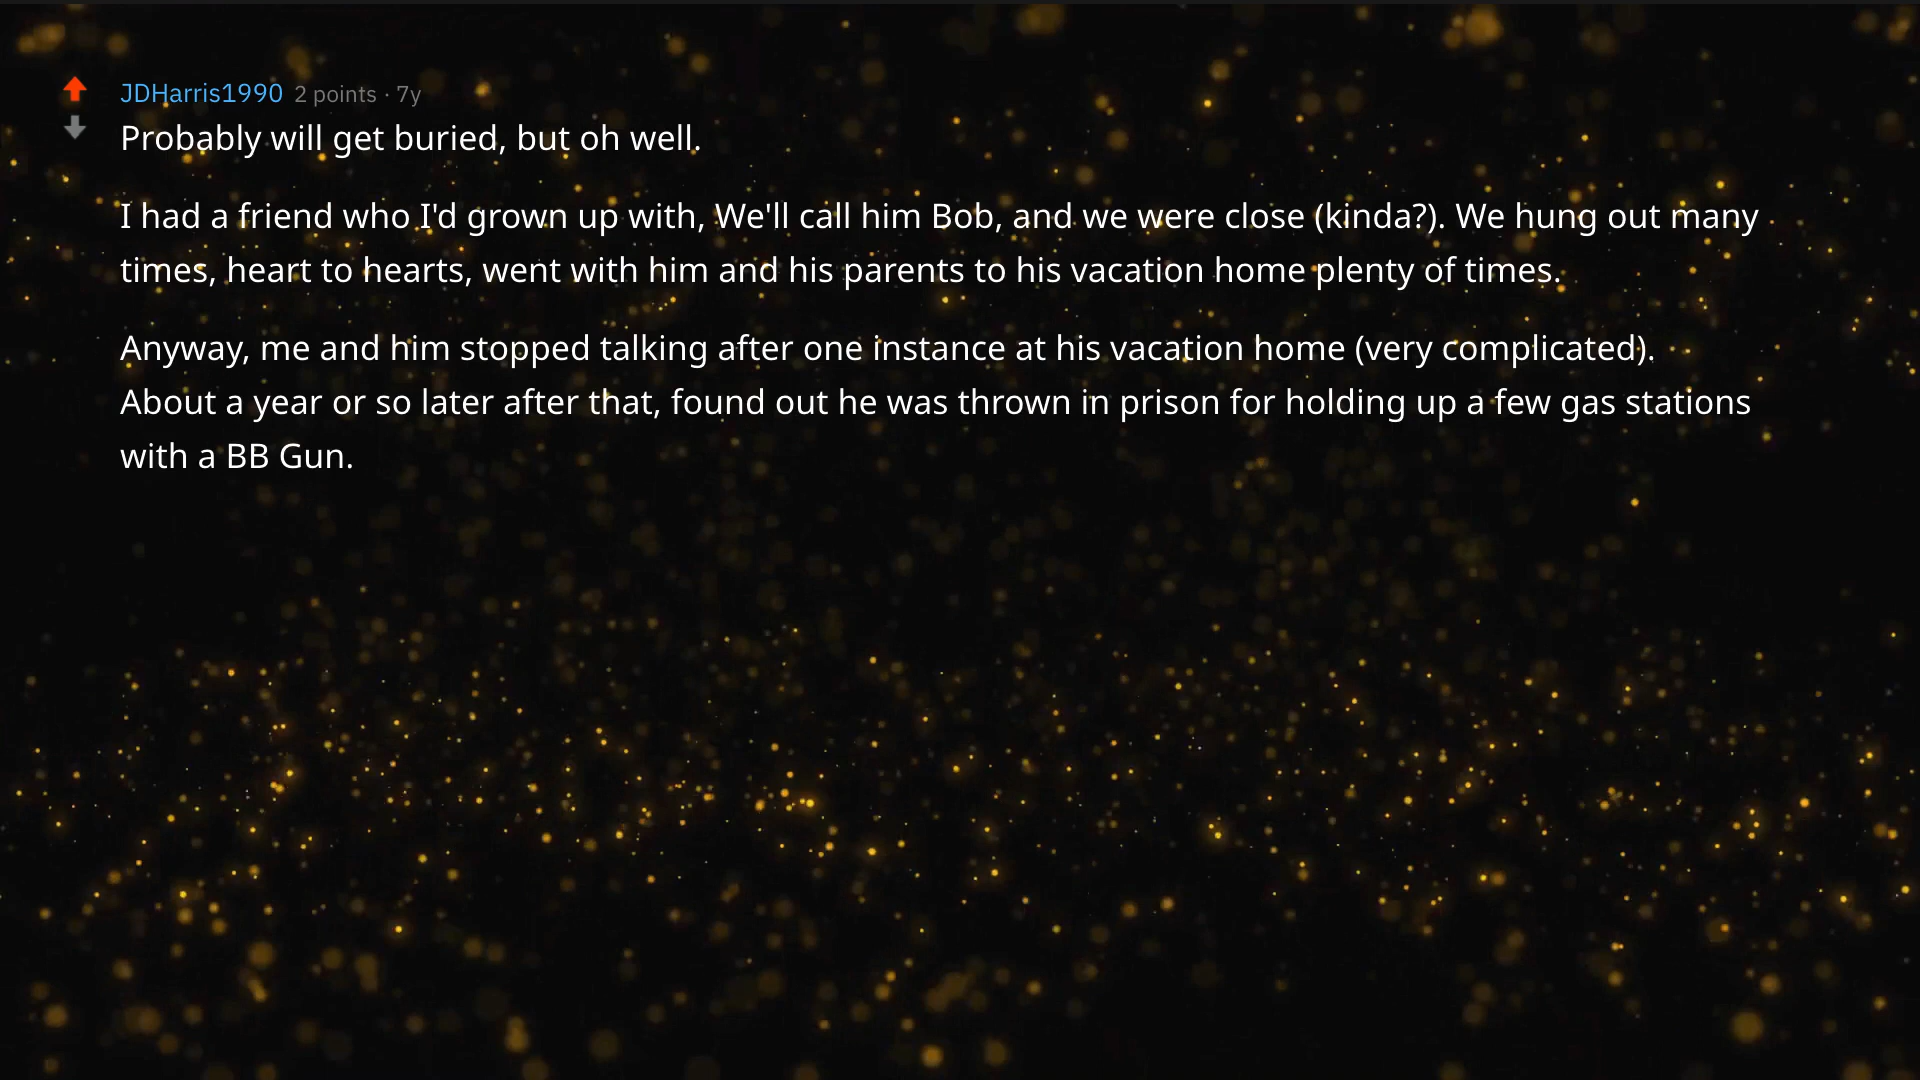 JDHarris1990 2 points · 7y
Probably will get buried, but oh well.
I had a friend who I'd grown up with, We'll call him Bob, and we were close (kinda?). We hung out many
times, heart to hearts, went with him and his parents to his vacation home plenty of times.
Anyway, me and him stopped talking after one instance at his vacation home (very complicated).
About a year or so later after that, found out he was thrown in prison for holding up a few gas stations
with a BB Gun.